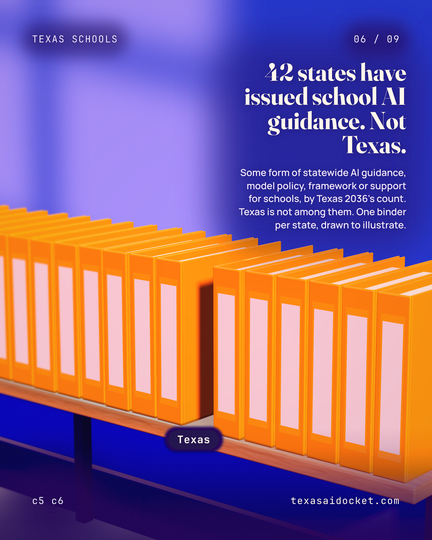 TEXAS SCHOOLS
06 / 09
42 states have
issued school AI
guidance. Not
Texas.
Some form of statewide AI guidance,
model policy, framework or support
for schools, by Texas 2036's count.
Texas is not among them. One binder
per state, drawn to illustrate.
Texas
c5 c6
texasaidocket.com